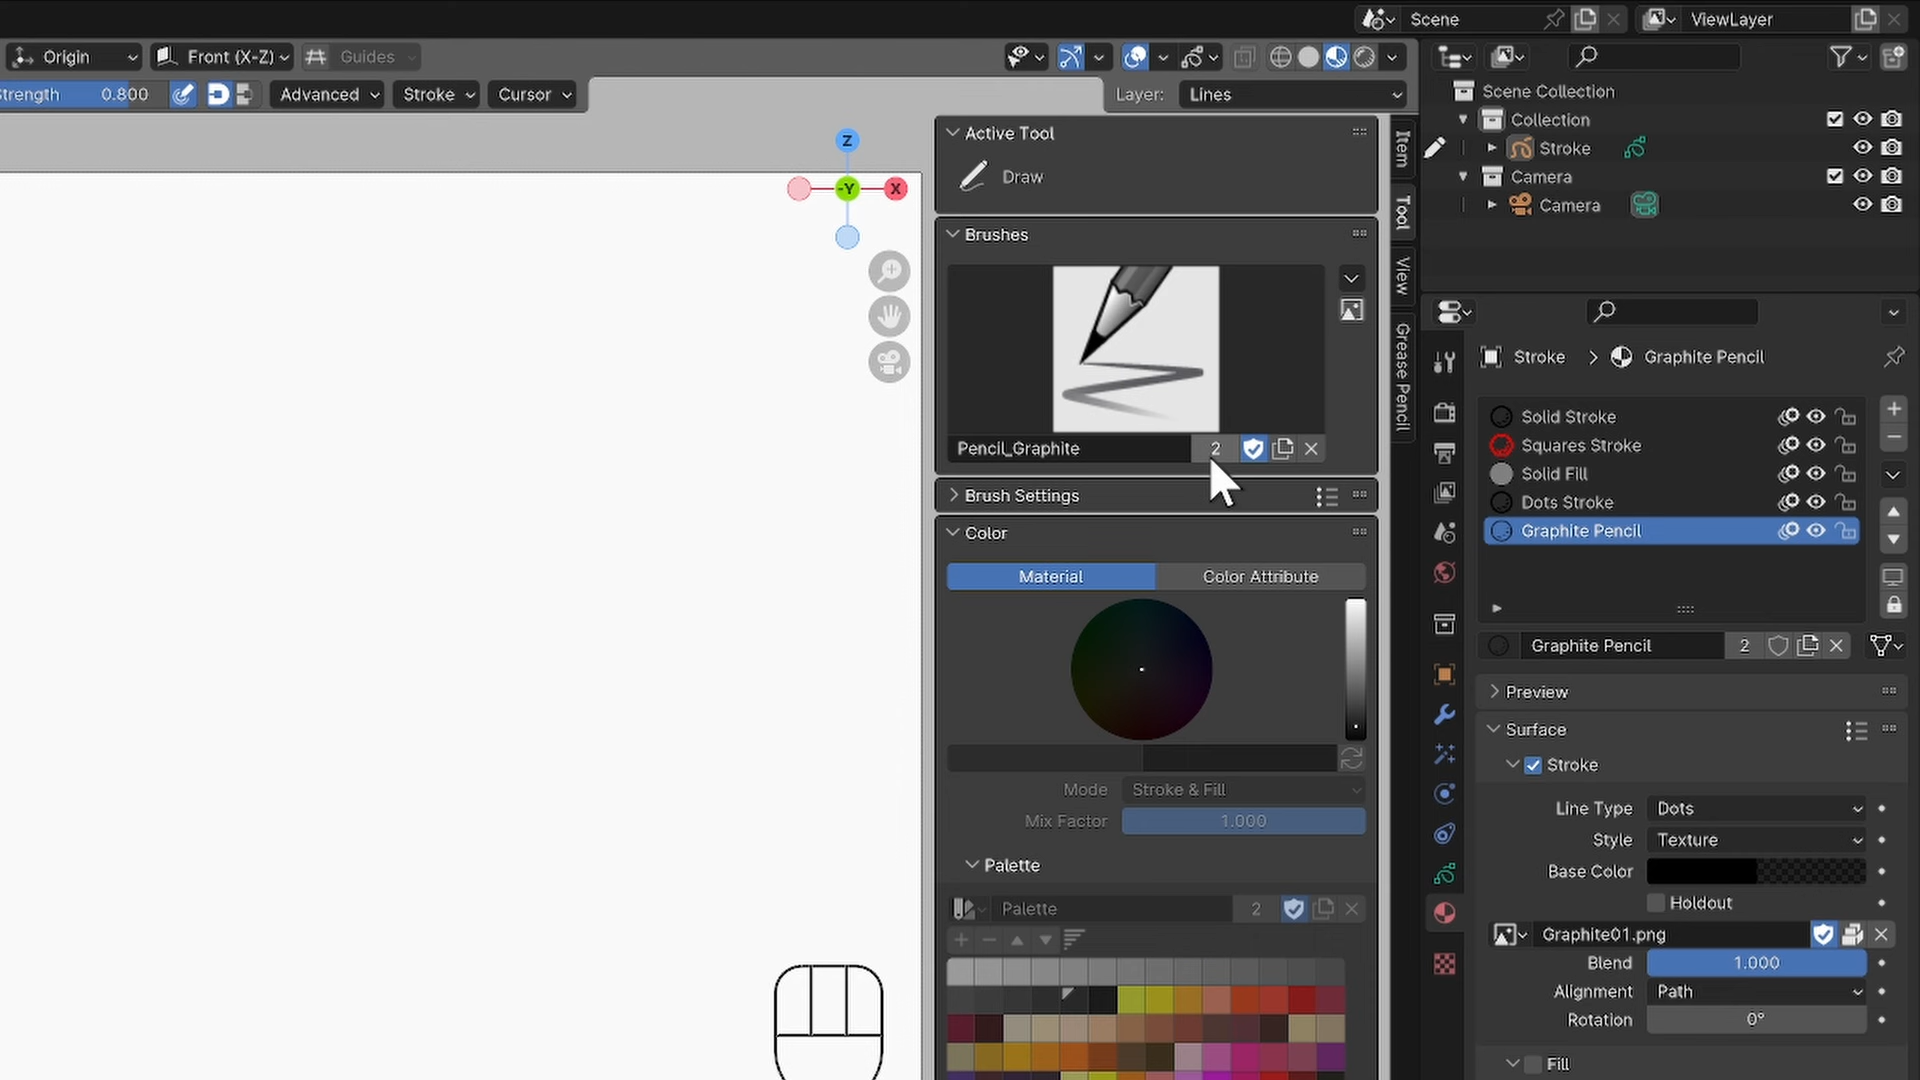 Scene
ViewLayer
Origin
Front (X-Z)
Guides
trength 0.800
Advanced
Stroke
Cursor
Layer:
Lines
Scene Collection
Collection
Stroke
Camera
Camera
Z
-Y
X
Active Tool
Draw
Brushes
Pencil_Graphite
2
Brush Settings
Color
Material
Color Attribute
Mode
Stroke & Fill
Mix Factor
1.000
Palette
Palette
2
Item
Tool
View
Grease Pencil
Stroke
Graphite Pencil
Solid Stroke
Squares Stroke
Solid Fill
Dots Stroke
Graphite Pencil
Graphite Pencil
2
Preview
Surface
Stroke
Line Type
Dots
Style
Texture
Base Color
Holdout
Graphite01.png
Blend
1.000
Alignment
Path
Rotation
0°
Fill